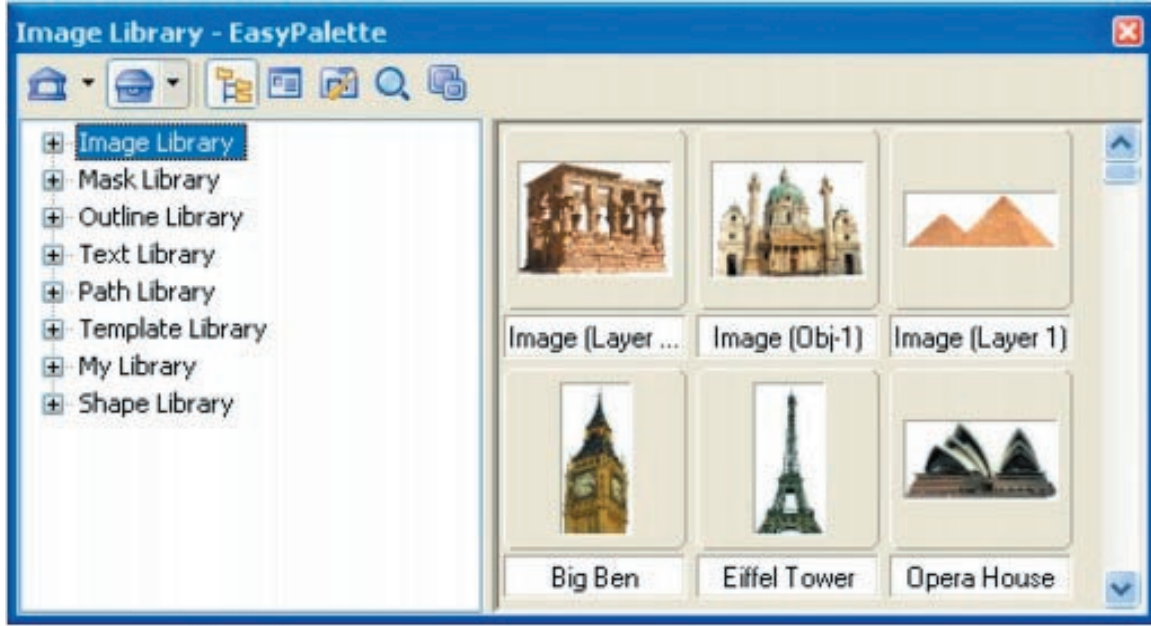 Image Library - EasyPalette
Image Library
Mask Library
Outline Library
Text Library
Path Library
Template Library
My Library
Shape Library
Image (Layer ...
Image (Obj-1)
Image (Layer 1)
Big Ben
Eiffel Tower
Opera House